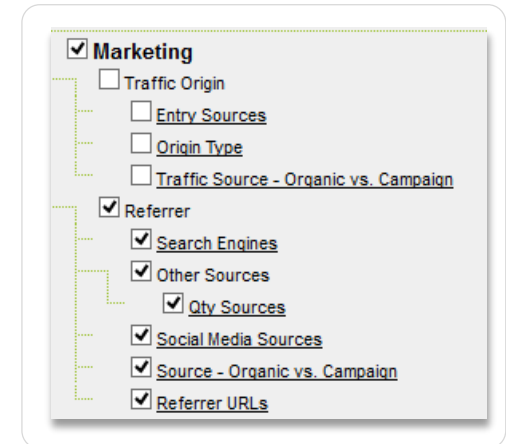 Marketing
Traffic Origin
Entry Sources
Origin Type
Traffic Source - Organic vs. Campaign
Referrer
Search Engines
Other Sources
Qty Sources
Social Media Sources
Source - Organic vs. Campaign
Referrer URLs